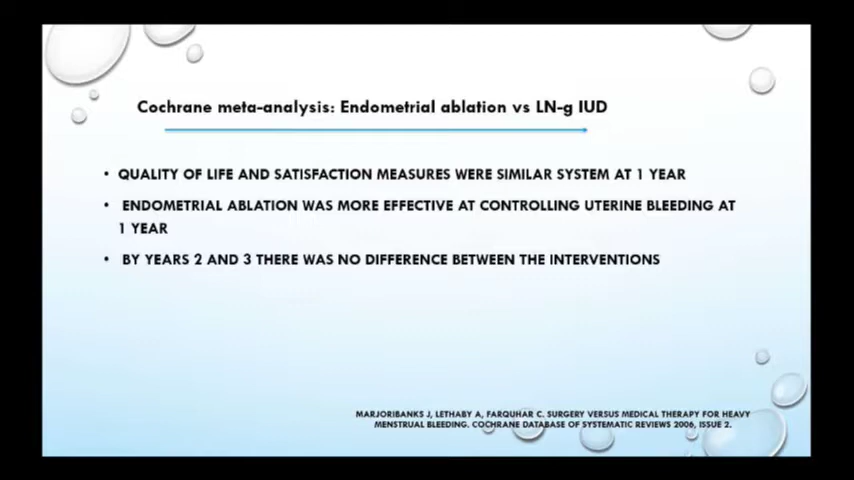 Cochrane meta-analysis: Endometrial ablation vs LN-g IUD
• QUALITY OF LIFE AND SATISFACTION MEASURES WERE SIMILAR SYSTEM AT 1 YEAR
• ENDOMETRIAL ABLATION WAS MORE EFFECTIVE AT CONTROLLING UTERINE BLEEDING AT
1 YEAR
• BY YEARS 2 AND 3 THERE WAS NO DIFFERENCE BETWEEN THE INTERVENTIONS
MARJORIBANKS J, LETHABY A, FARQUHAR C. SURGERY VERSUS MEDICAL THERAPY FOR HEAVY
MENSTRUAL BLEEDING. COCHRANE DATABASE OF SYSTEMATIC REVIEWS 2006, ISSUE 2.